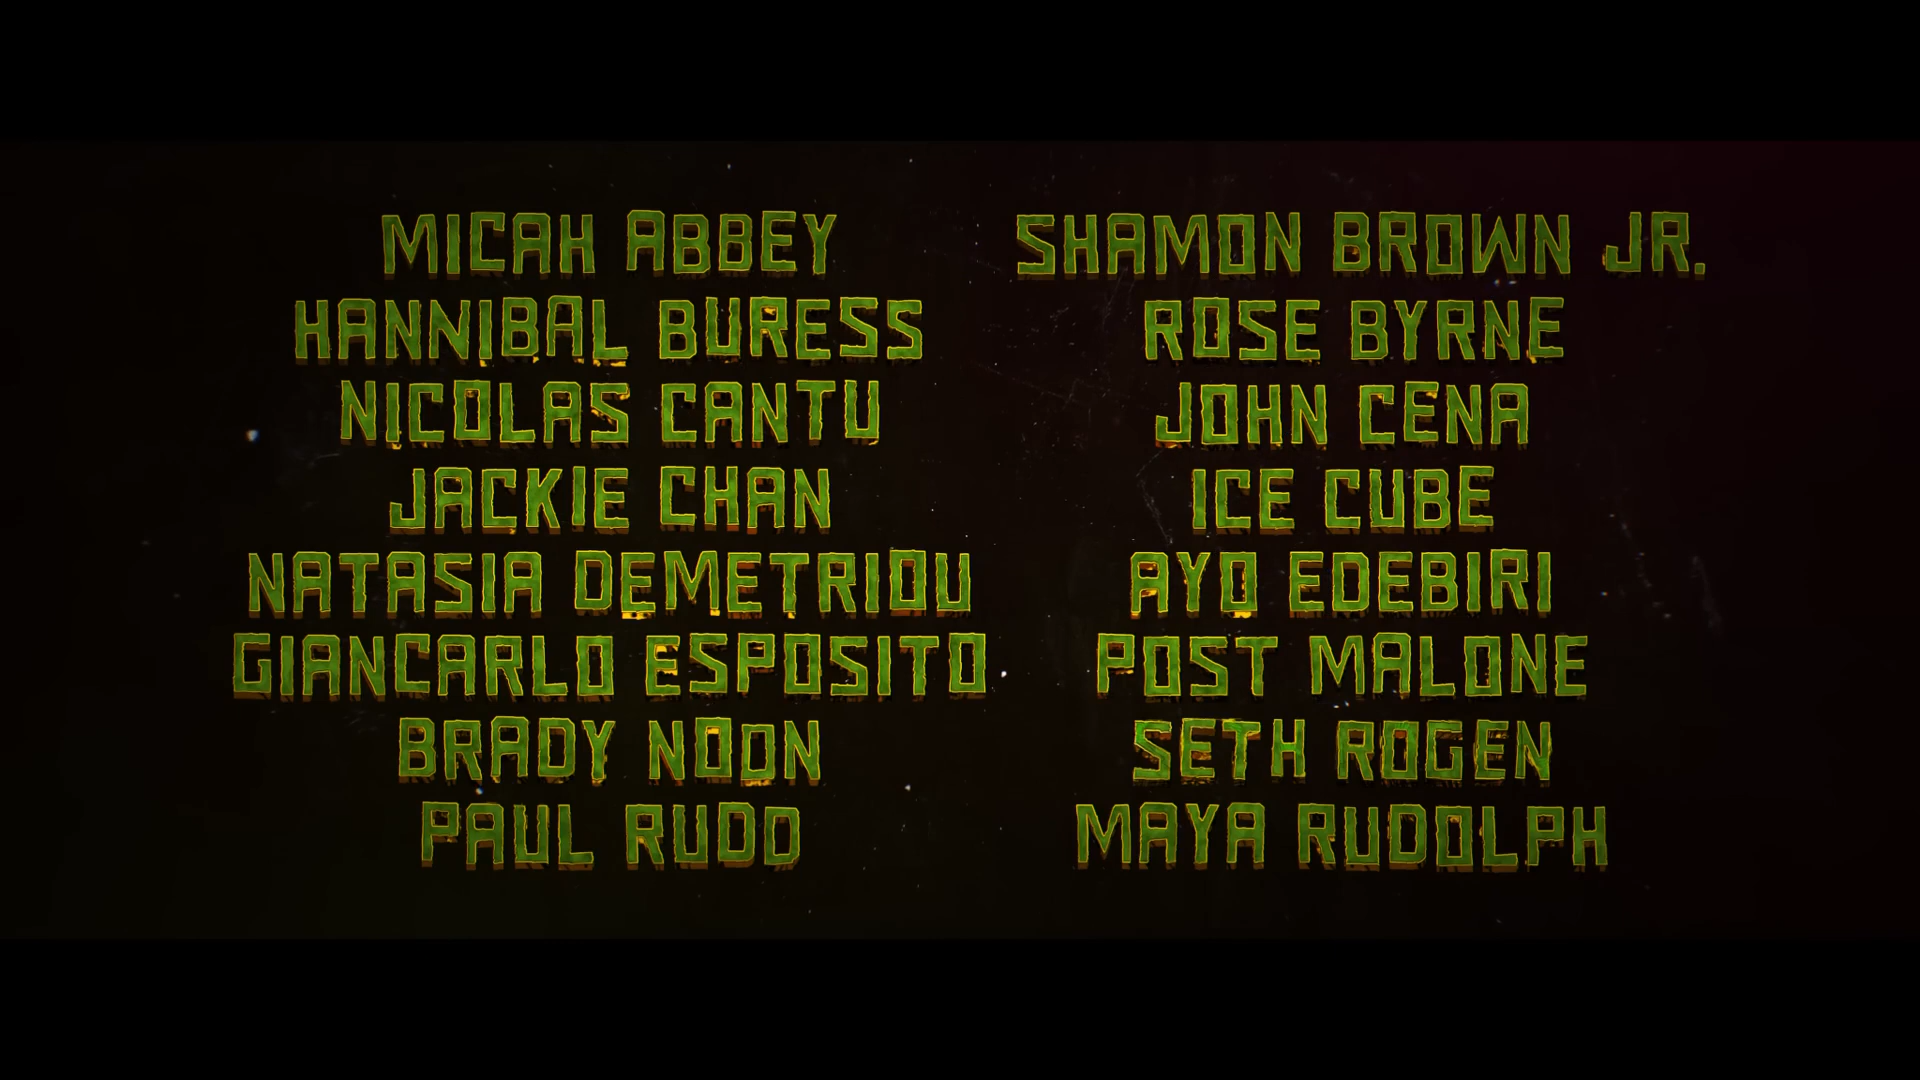 MICAH ABBEY SHAMON BROWN JR.
HANNIBAL BURESS ROSE BYRNE
NICOLAS CANTU JOHN CENA
JACKIE CHAN ICE CUBE
NATASIA DEMETRIOU AYO EDEBIRI
GIANCARLO ESPOSITO POST MALONE
BRADY NOON SETH ROGEN
PAUL RUDD MAYA RUDOLPH